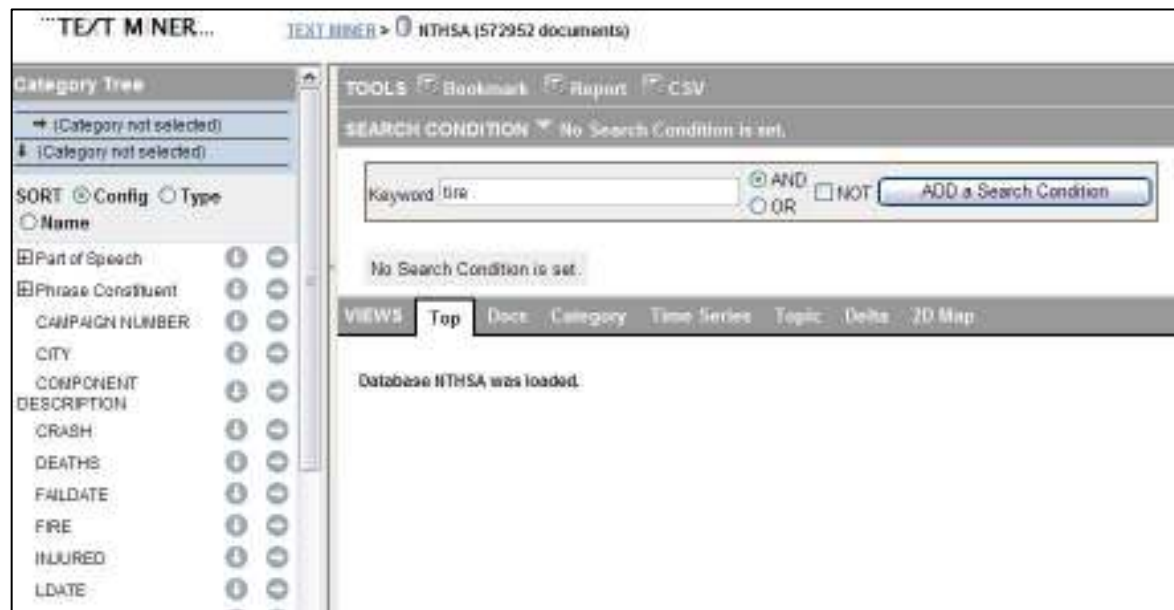 "TEXT MINER...
TEXT MINER > NTHSA (572952 documents)
Category Tree
(Category not selected)
(Category not selected)
SORT Config Type
Name
Part of Speech
Phrase Constituent
CAMPAIGN NUMBER
CITY
COMPONENT
DESCRIPTION
CRASH
DEATHS
FAILDATE
FIRE
INJURED
LDATE
TOOLS Bookmark Report CSV
SEARCH CONDITION No Search Condition is set.
Keyword tire AND OR NOT ADD a Search Condition
No Search Condition is set.
VIEWS Top Docs Category Time Series Topic Delta 2D Map
Database NTHSA was loaded.